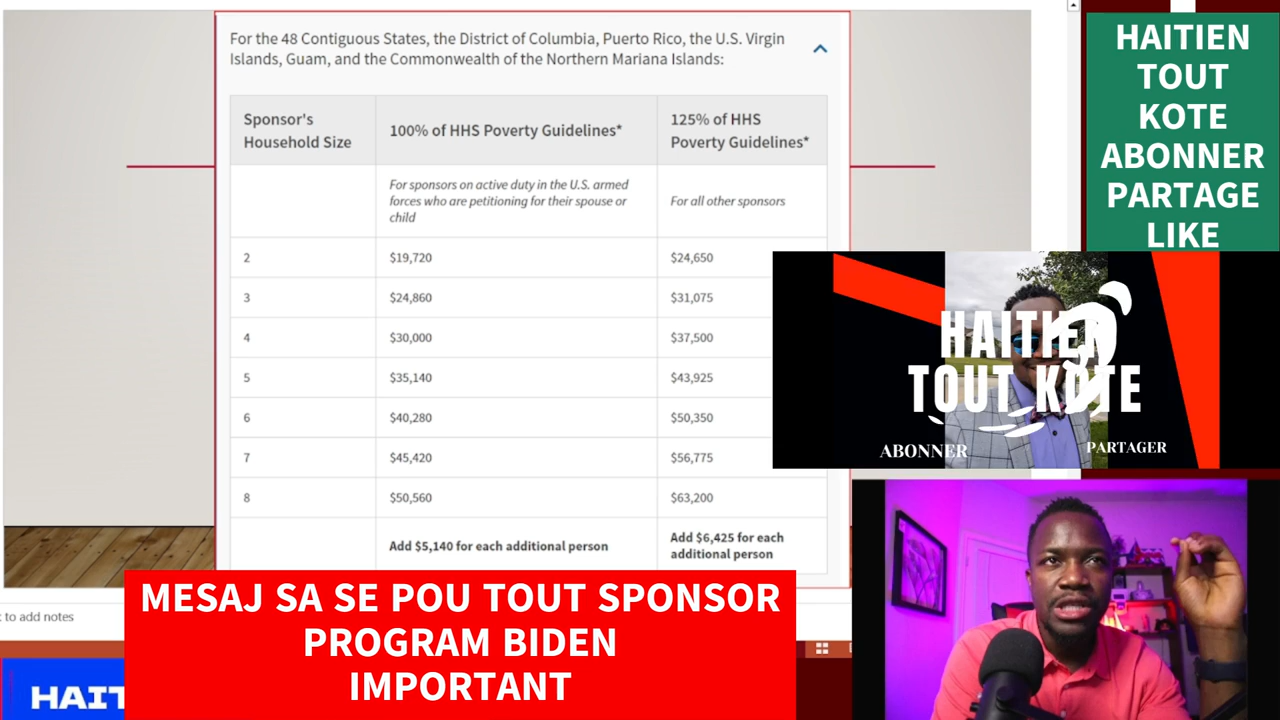 For the 48 Contiguous States, the District of Columbia, Puerto Rico, the U.S. Virgin
Islands, Guam, and the Commonwealth of the Northern Mariana Islands:
Sponsor's
Household Size
100% of HHS Poverty Guidelines*
125% of HHS
Poverty Guidelines*
For sponsors on active duty in the U.S. armed
forces who are petitioning for their spouse or
child
For all other sponsors
2 $19,720 $24,650
3 $24,860 $31,075
4 $30,000 $37,500
5 $35,140 $43,925
6 $40,280 $50,350
7 $45,420 $56,775
8 $50,560 $63,200
Add $5,140 for each additional person
Add $6,425 for each
additional person
to add notes
MESAJ SA SE POU TOUT SPONSOR
PROGRAM BIDEN
IMPORTANT
HAIT
HAITIEN
TOUT
KOTE
ABONNER
PARTAGE
LIKE
HAITIEN
TOUT KOTE
ABONNER
PARTAGER